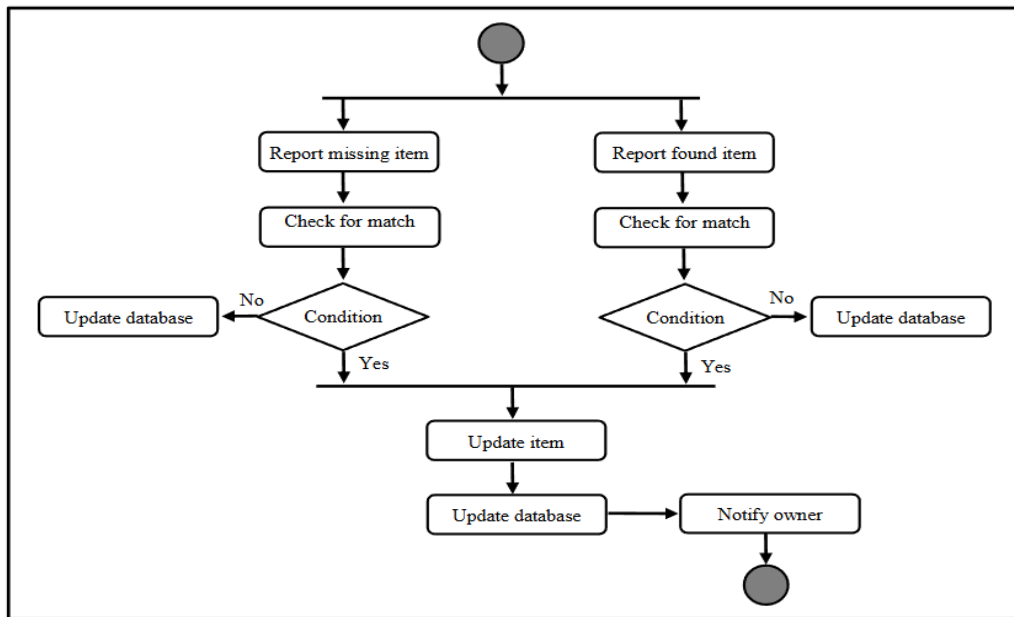 Report missing item
Report found item
Check for match
Check for match
No
Condition
Update database
Condition
No
Update database
Yes
Yes
Update item
Update database
Notify owner